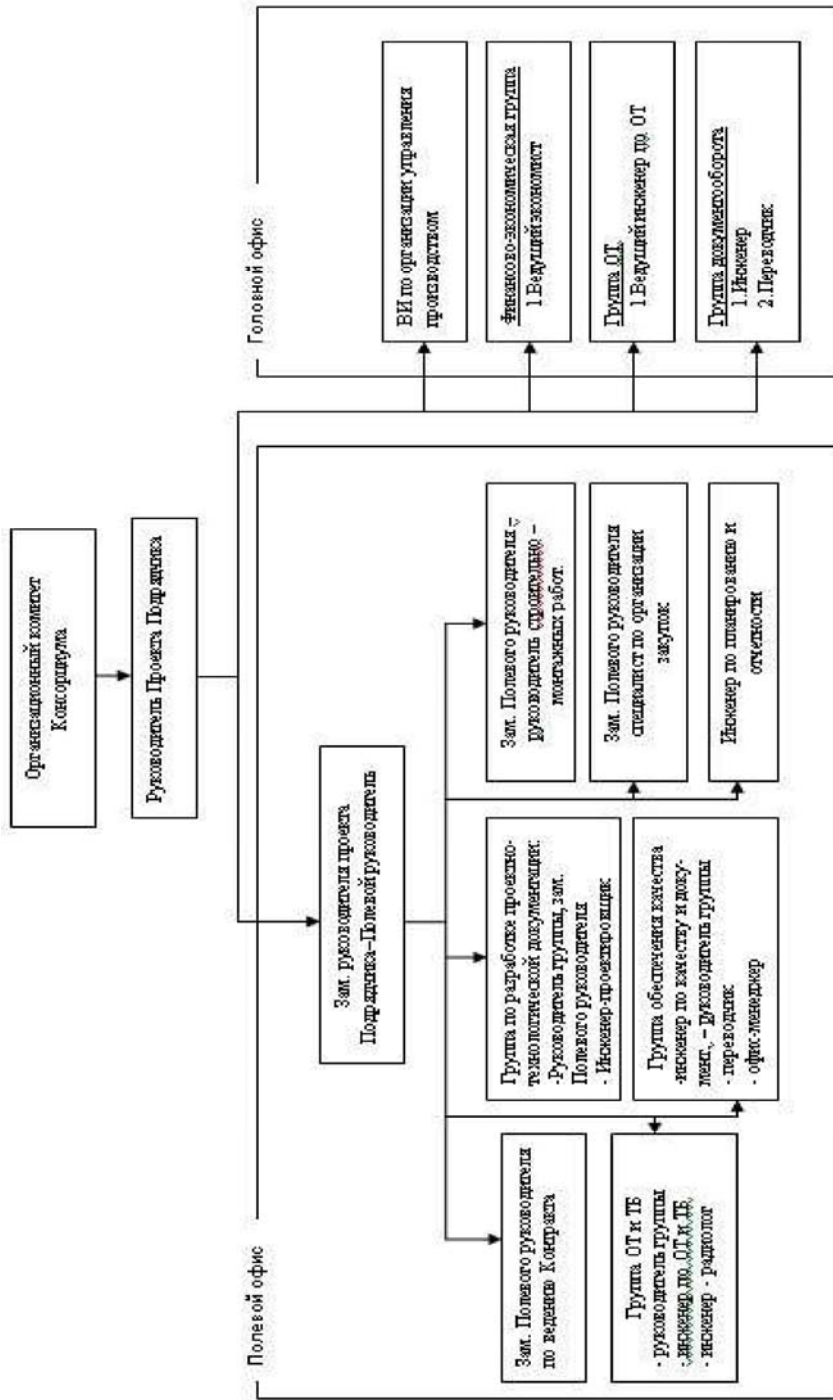 Организационный комитет
Консорциума
Руководитель Проекта Подрядчика
Полевой офис
Головной офис
Зам. руководителя проекта
Подрядчика–Полевой руководитель
Зам. Полевого руководителя
по ведению Контракта
Группа ОТ и ТБ
- руководитель группы
- инженер по ОТ и ТБ
- инженер - радиолог
Группа по разработке проектно-
технологической документации:
-Руководитель группы, зам.
Полевого руководителя
- Инженер-проектировщик
Группа обеспечения качества
-инженер по качеству и доку-
мент. – руководитель группы
- переводчик
- офис-менеджер
Зам. Полевого руководителя –
руководитель строительно –
монтажных работ.
Зам. Полевого руководителя
специалист по организации
закупок
Инженер по планированию и
отчетности
ВИ по организации управления
производством
Финансово-экономическая группа
1.Ведущий экономист
Группа ОТ.
1.Ведущий инженер по ОТ
Группа документооборота
1.Инженер
2.Переводчик